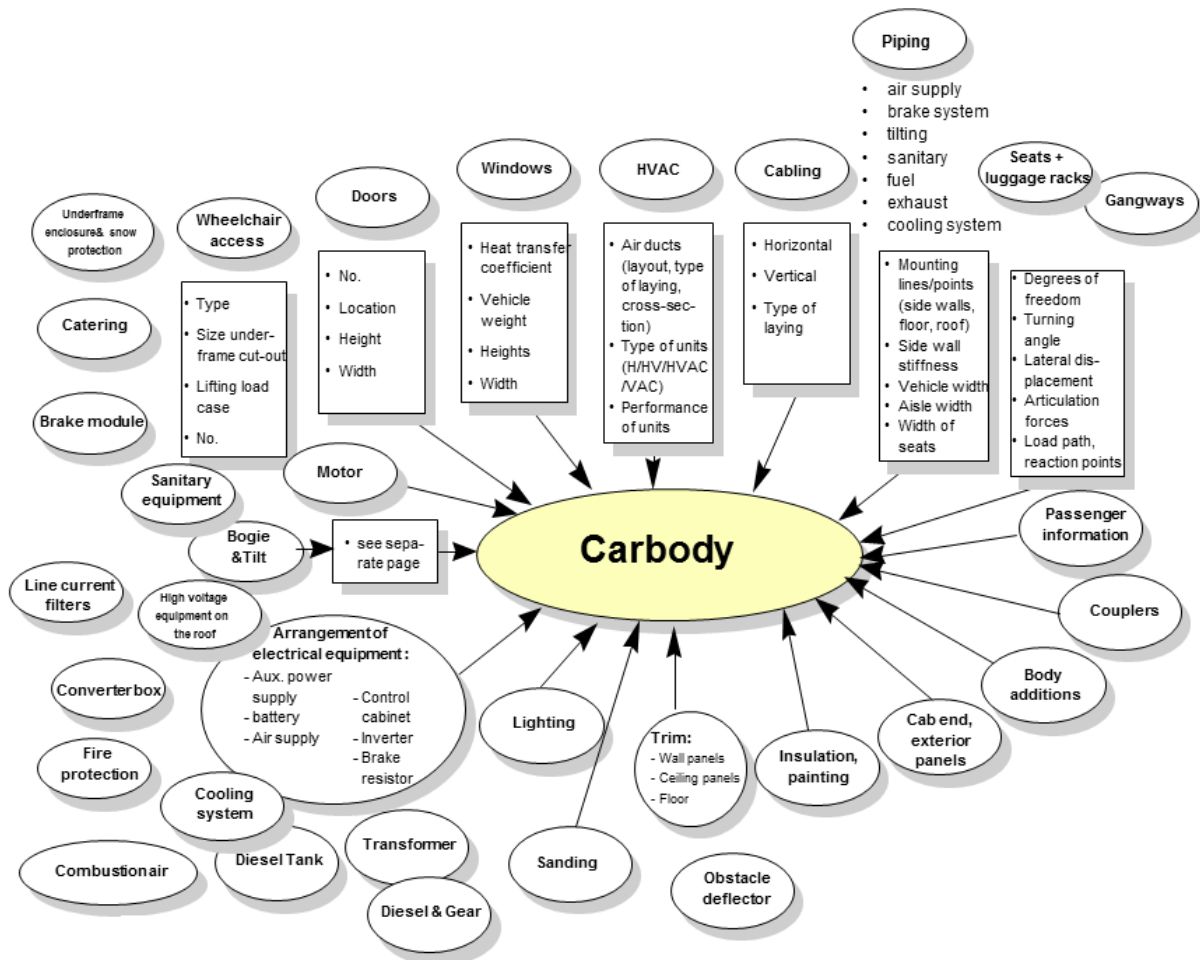 Piping
• air supply
• brake system
• tilting
• sanitary
• fuel
• exhaust
• cooling system
Seats +
luggage racks
Gangways
Windows
HVAC
Cabling
Doors
Wheelchair
access
Underframe
enclosure& snow
protection
Catering
Brake module
• Type
• Size under-
frame cut-out
• Lifting load
case
• No.
• No.
• Location
• Height
• Width
• Heat transfer
coefficient
• Vehicle
weight
• Heights
• Width
• Air ducts
(layout, type
of laying,
cross-sec-
tion)
• Type of units
(H/HV/HVAC
/VAC)
• Performance
of units
• Horizontal
• Vertical
• Type of
laying
• Mounting
lines/points
(side walls,
floor, roof)
• Side wall
stiffness
• Vehicle width
• Aisle width
• Width of
seats
• Degrees of
freedom
• Turning
angle
• Lateral dis-
placement
• Articulation
forces
• Load path,
reaction points
Sanitary
equipment
Motor
Bogie
&Tilt
• see sepa-
rate page
Carbody
Passenger
information
Couplers
Line current
filters
High voltage
equipment on
the roof
Arrangement of
electrical equipment:
- Aux. power
supply
- battery
- Air supply
- Control
cabinet
- Inverter
- Brake
resistor
Converter box
Fire
protection
Cooling
system
Combustion air
Diesel Tank
Transformer
Diesel & Gear
Lighting
Sanding
Trim:
- Wall panels
- Ceiling panels
- Floor
Insulation,
painting
Cab end,
exterior
panels
Body
additions
Obstacle
deflector